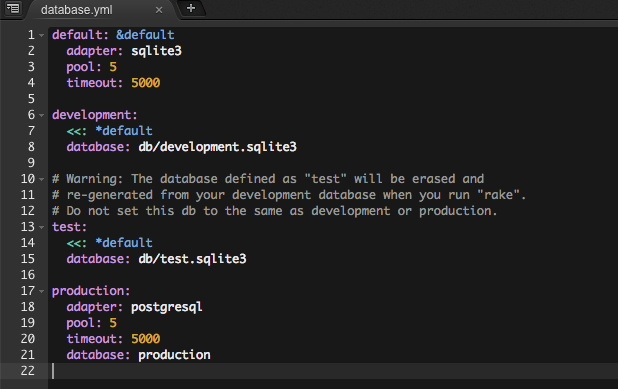 database.yml
1 default: &default
2   adapter: sqlite3
3   pool: 5
4   timeout: 5000
5
6 development:
7   <<: *default
8   database: db/development.sqlite3
9
10 # Warning: The database defined as "test" will be erased and
11 # re-generated from your development database when you run "rake".
12 # Do not set this db to the same as development or production.
13 test:
14   <<: *default
15   database: db/test.sqlite3
16
17 production:
18   adapter: postgresql
19   pool: 5
20   timeout: 5000
21   database: production
22